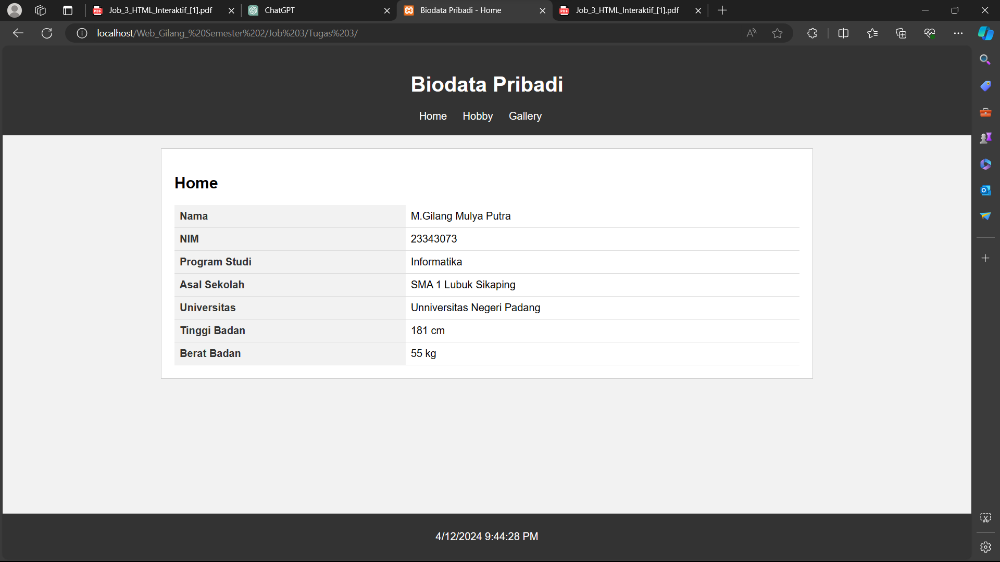 Job_3_HTML_Interaktif_[1].pdf
ChatGPT
Biodata Pribadi - Home
Job_3_HTML_Interaktif_[1].pdf
localhost/Web_Gilang_%20Semester%202/Job%203/Tugas%203/
Biodata Pribadi
Home Hobby Gallery
Home
Nama M.Gilang Mulya Putra
NIM 23343073
Program Studi Informatika
Asal Sekolah SMA 1 Lubuk Sikaping
Universitas Unniversitas Negeri Padang
Tinggi Badan 181 cm
Berat Badan 55 kg
4/12/2024 9:44:28 PM